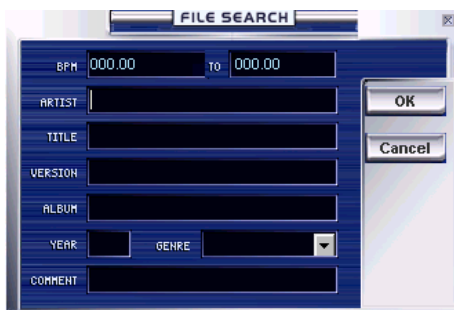 FILE SEARCH
BPM 000.00 TO 000.00
ARTIST
OK
TITLE
Cancel
VERSION
ALBUM
YEAR GENRE
COMMENT